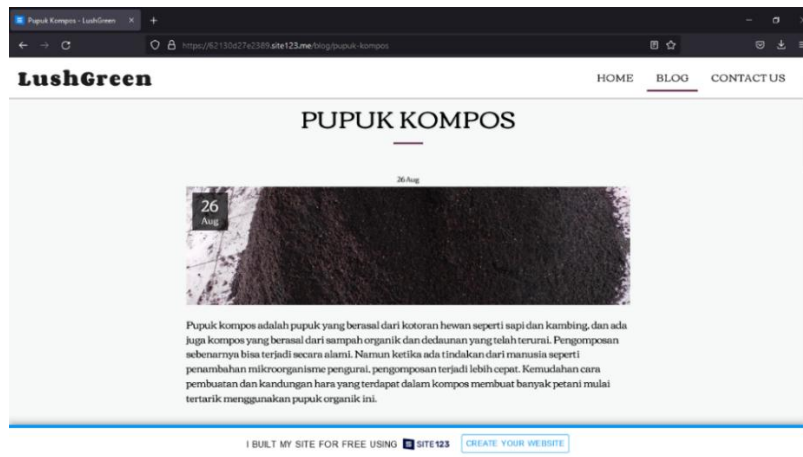 Pupuk Kompos - LushGreen
https://62130d27e2389.site123.me/blog/pupuk-kompos
LushGreen
HOME BLOG CONTACT US
PUPUK KOMPOS
26 Aug
26
Aug
Pupuk kompos adalah pupuk yang berasal dari kotoran hewan seperti sapi dan kambing, dan ada
juga kompos yang berasal dari sampah organik dan dedaunan yang telah terurai. Pengomposan
sebenarnya bisa terjadi secara alami. Namun ketika ada tindakan dari manusia seperti
penambahan mikroorganisme pengurai, pengomposan terjadi lebih cepat. Kemudahan cara
pembuatan dan kandungan hara yang terdapat dalam kompos membuat banyak petani mulai
tertarik menggunakan pupuk organik ini.
I BUILT MY SITE FOR FREE USING SITE123 CREATE YOUR WEBSITE